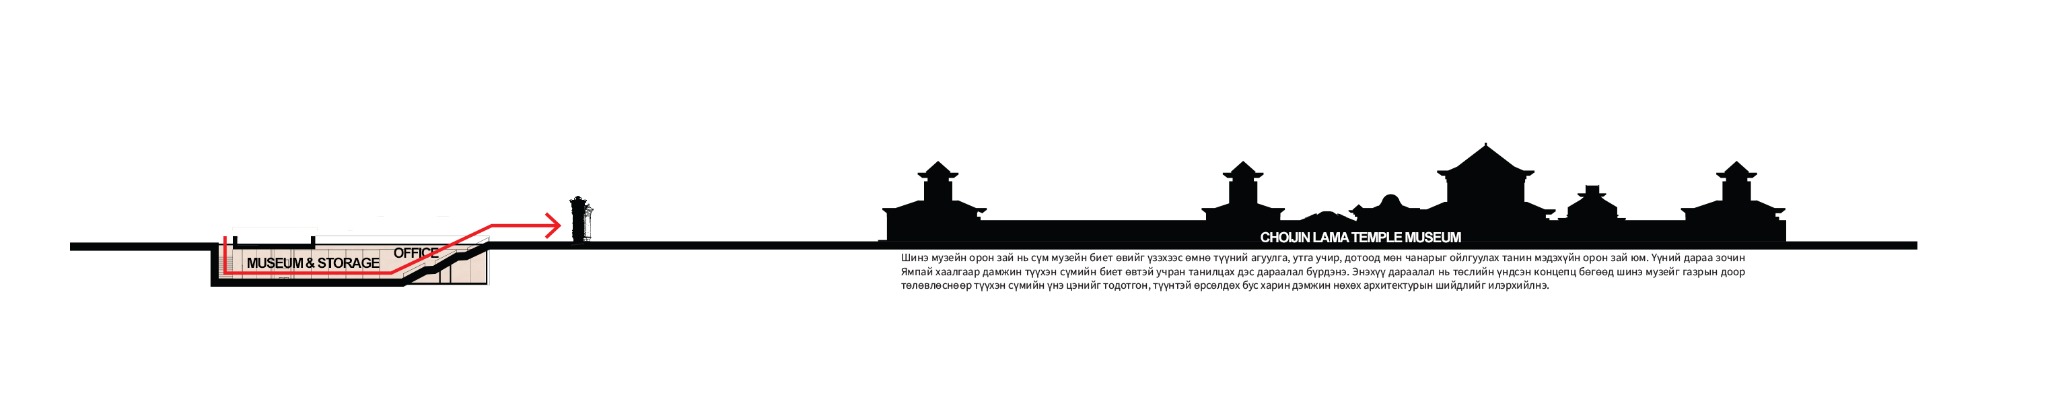 OFFICE
MUSEUM & STORAGE
CHOIJIN LAMA TEMPLE MUSEUM
Шинэ музейн орон зай нь сүм музейн биет өвийг үзэхээс өмнө түүний агуулга, утга учир, дотоод мөн чанарыг ойлгуулах танин мэдэхүйн орон зай юм. Үүний дараа зочин
Ямпай хаалгаар дамжин түүхэн сүмийн биет өвтэй учран танилцах дэс дараалал бүрдэнэ. Энэхүү дараалал нь төслийн үндсэн концепц бөгөөд шинэ музейг газрын доор
төлөвлөснөөр түүхэн сүмийн үнэ цэнийг тодотгон, түүнтэй өрсөлдөх бус харин дэмжин нөхөх архитектурын шийдлийг илэрхийлнэ.